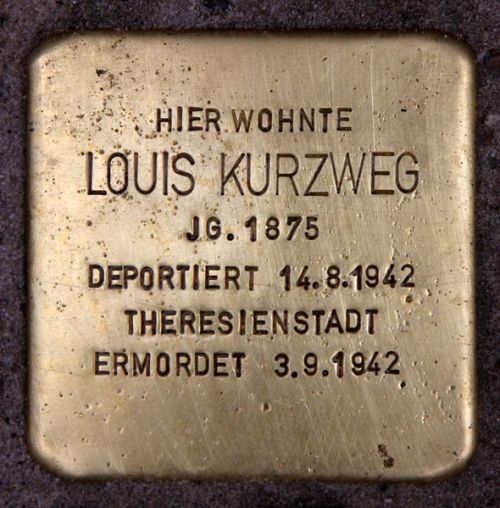 HIER WOHNTE
LOUIS KURZWEG
JG. 1875
DEPORTIERT 14.8.1942
THERESIENSTADT
ERMORDET 3.9.1942